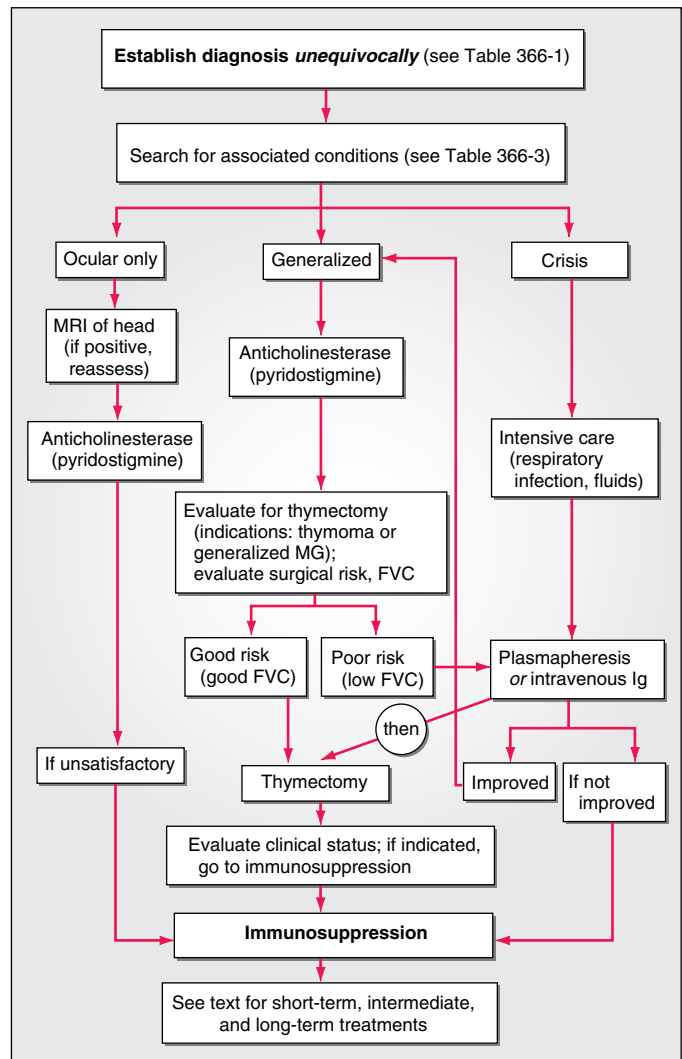 Establish diagnosis unequivocally (see Table 366-1)
Search for associated conditions (see Table 366-3)
Ocular only
Generalized
Crisis
MRI of head
(if positive,
reassess)
Anticholinesterase
(pyridostigmine)
Anticholinesterase
(pyridostigmine)
Intensive care
(respiratory
infection, fluids)
Evaluate for thymectomy
(indications: thymoma or
generalized MG);
evaluate surgical risk, FVC
Good risk
(good FVC)
Poor risk
(low FVC)
Plasmapheresis
or intravenous Ig
then
If unsatisfactory
Thymectomy
Improved
If not
improved
Evaluate clinical status; if indicated,
go to immunosuppression
Immunosuppression
See text for short-term, intermediate,
and long-term treatments